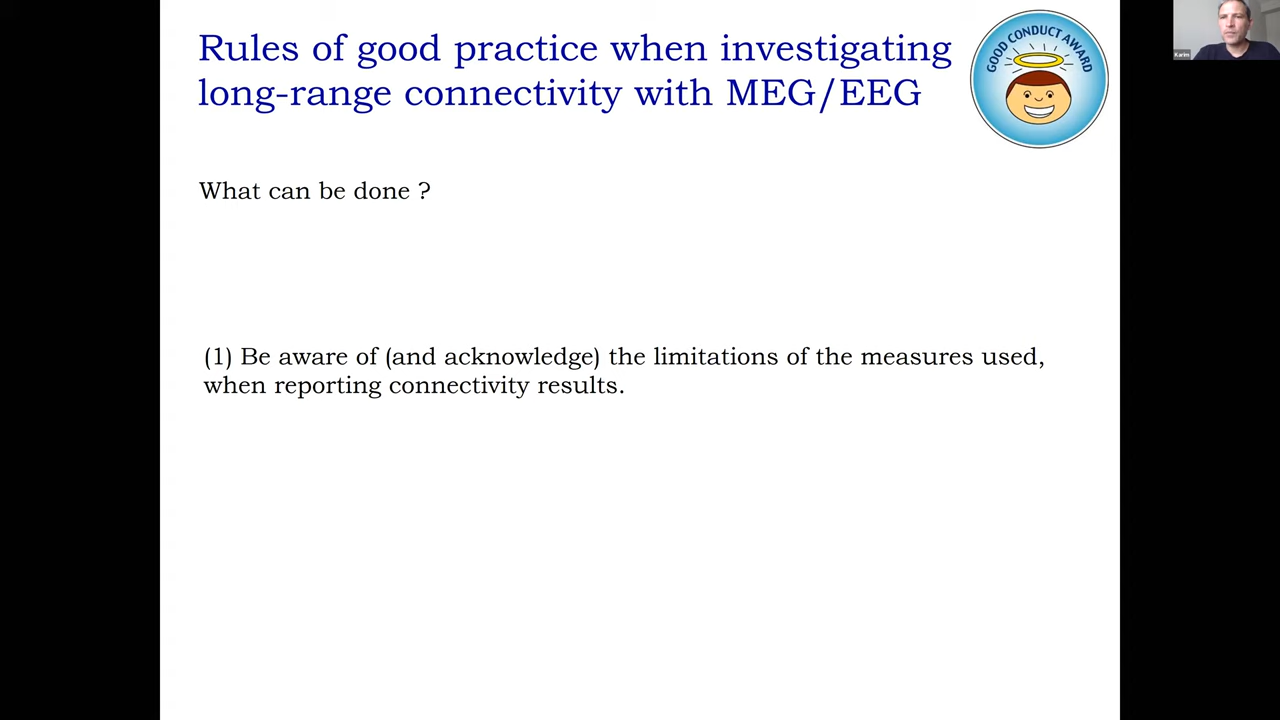 Rules of good practice when investigating
long-range connectivity with MEG/EEG
GOOD CONDUCT AWARD
Karim
What can be done ?
(1) Be aware of (and acknowledge) the limitations of the measures used,
when reporting connectivity results.